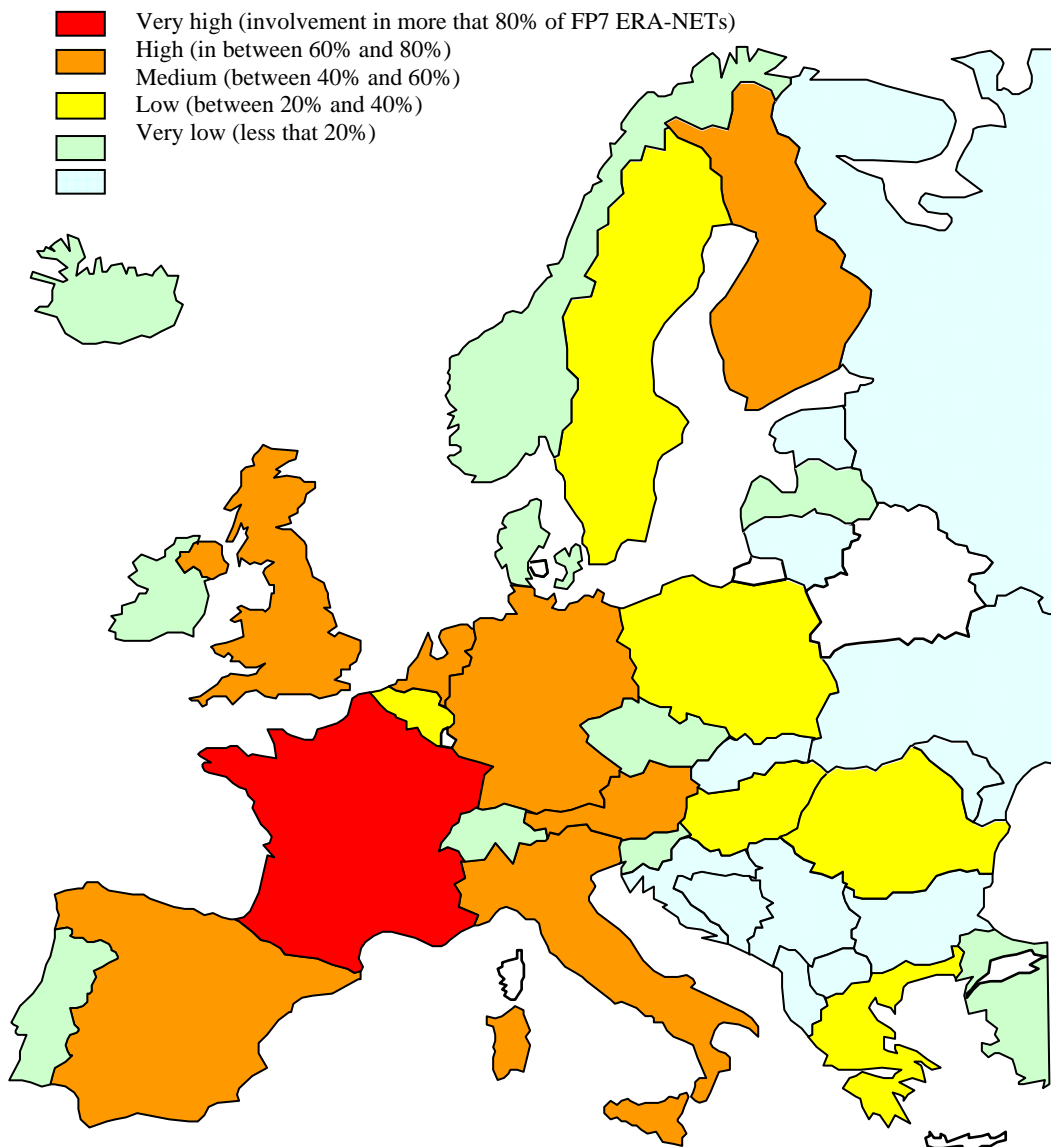 Very high (involvement in more that 80% of FP7 ERA-NETs)
High (in between 60% and 80%)
Medium (between 40% and 60%)
Low (between 20% and 40%)
Very low (less that 20%)